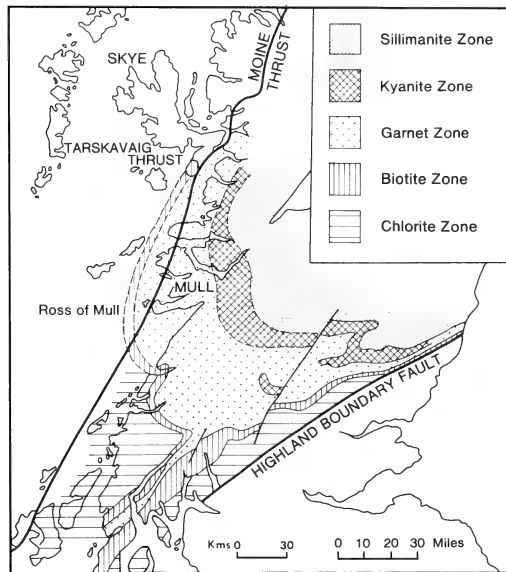 SKYE
MOINE
THRUST
TARSKAVAIG
THRUST
MULL
Ross of Mull
HIGHLAND BOUNDARY FAULT
Sillimanite Zone
Kyanite Zone
Garnet Zone
Biotite Zone
Chlorite Zone
Kms 0 30 0 10 20 30 Miles